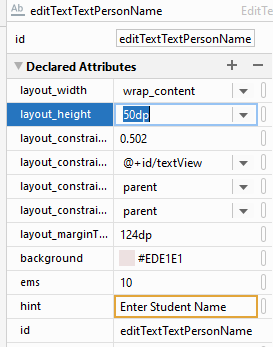 Ab editTextTextPersonName EditTe
id editTextTextPersonName
Declared Attributes + −
layout_width wrap_content
layout_height 50dp
layout_constrai... 0.502
layout_constrai... @+id/textView
layout_constrai... parent
layout_constrai... parent
layout_marginT... 124dp
background #EDE1E1
ems 10
hint Enter Student Name
id editTextTextPersonName